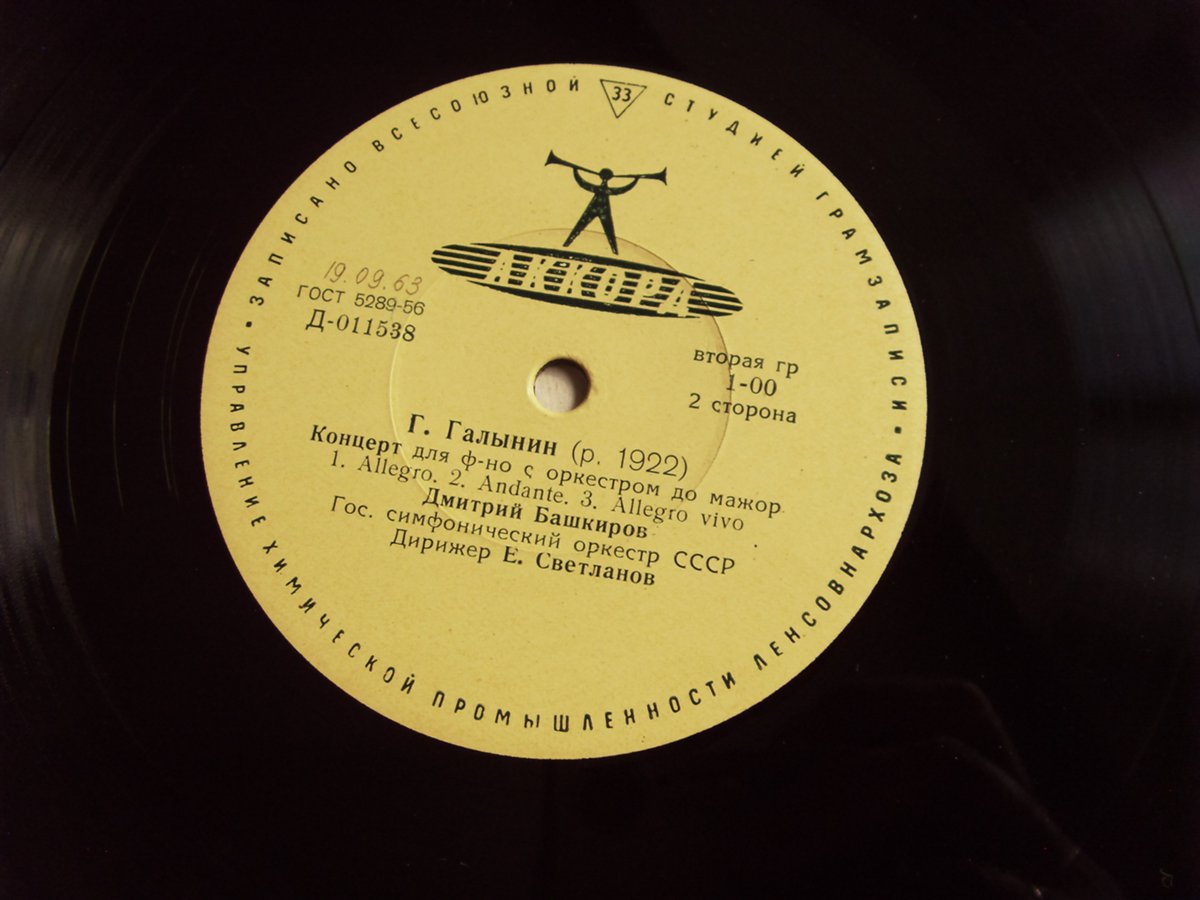 ЗАПИСАНО ВСЕСОЮЗНОЙ 33 СТУДИЕЙ ГРАМЗАПИСИ •
УПРАВЛЕНИЕ ХИМИЧЕСКОЙ ПРОМЫШЛЕННОСТИ ЛЕНСОВНАРХОЗА •
АККОРД
19.09.63
ГОСТ 5289-56
Д-011538
вторая гр
1-00
2 сторона
Г. Галынин (р. 1922)
Концерт для ф-но с оркестром до мажор
1. Allegro. 2. Andante. 3. Allegro vivo
Дмитрий Башкиров
Гос. симфонический оркестр СССР
Дирижер Е. Светланов